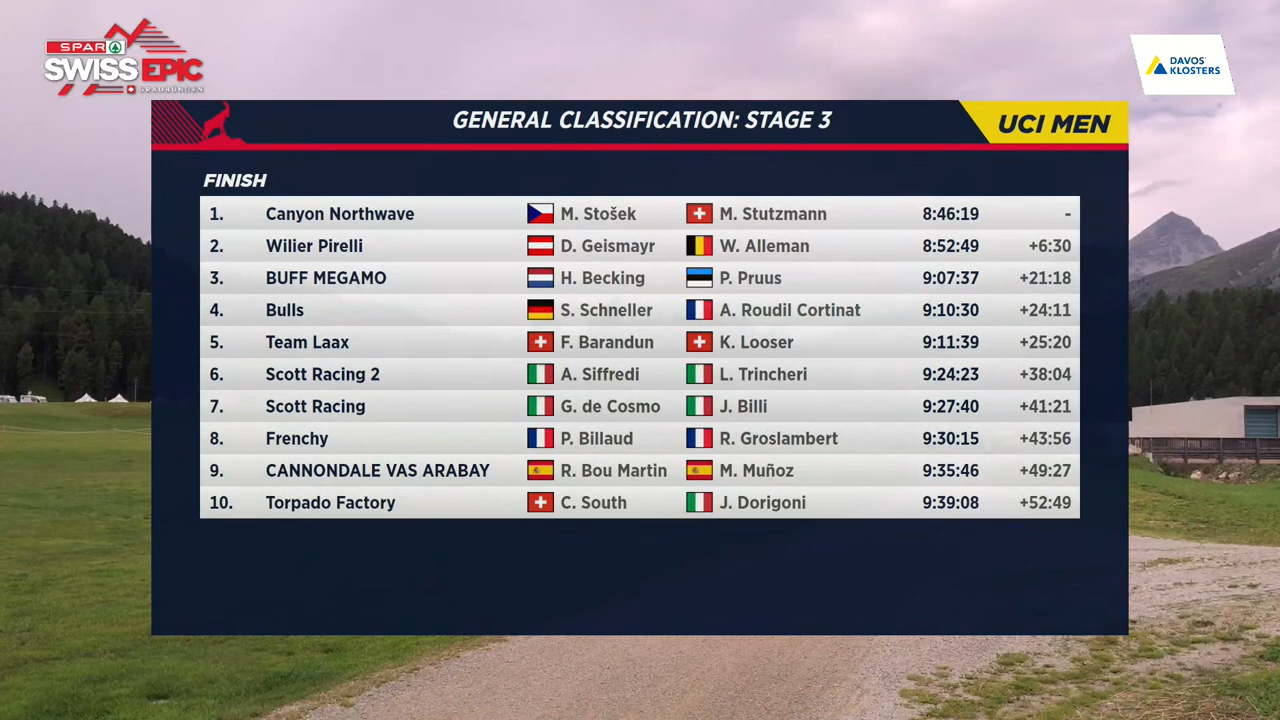 SPAR
SWISS EPIC
GRAUBÜNDEN
DAVOS
KLOSTERS
GENERAL CLASSIFICATION: STAGE 3
UCI MEN
FINISH
1. Canyon Northwave M. Stošek M. Stutzmann 8:46:19 -
2. Wilier Pirelli D. Geismayr W. Alleman 8:52:49 +6:30
3. BUFF MEGAMO H. Becking P. Pruus 9:07:37 +21:18
4. Bulls S. Schneller A. Roudil Cortinat 9:10:30 +24:11
5. Team Laax F. Barandun K. Looser 9:11:39 +25:20
6. Scott Racing 2 A. Siffredi L. Trincheri 9:24:23 +38:04
7. Scott Racing G. de Cosmo J. Billi 9:27:40 +41:21
8. Frenchy P. Billaud R. Groslambert 9:30:15 +43:56
9. CANNONDALE VAS ARABAY R. Bou Martin M. Muñoz 9:35:46 +49:27
10. Torpado Factory C. South J. Dorigoni 9:39:08 +52:49